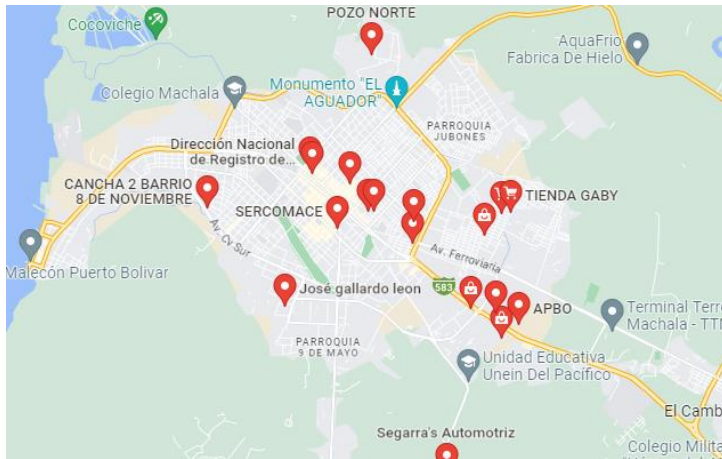 POZO NORTE
Cocoviche
AquaFrio
Fabrica De Hielo
Colegio Machala
Monumento "EL
AGUADOR"
PARROQUIA
JUBONES
Dirección Nacional
de Registro de...
CANCHA 2 BARRIO
8 DE NOVIEMBRE
TIENDA GABY
SERCOMACE
Av. Cv Sur
Av. Ferroviaria
Malecón Puerto Bolivar
José gallardo leon
583
APBO
Terminal Terre
Machala - TTM
PARROQUIA
9 DE MAYO
Unidad Educativa
Unein Del Pacífico
El Camb
Segarra's Automotriz
Colegio Milita